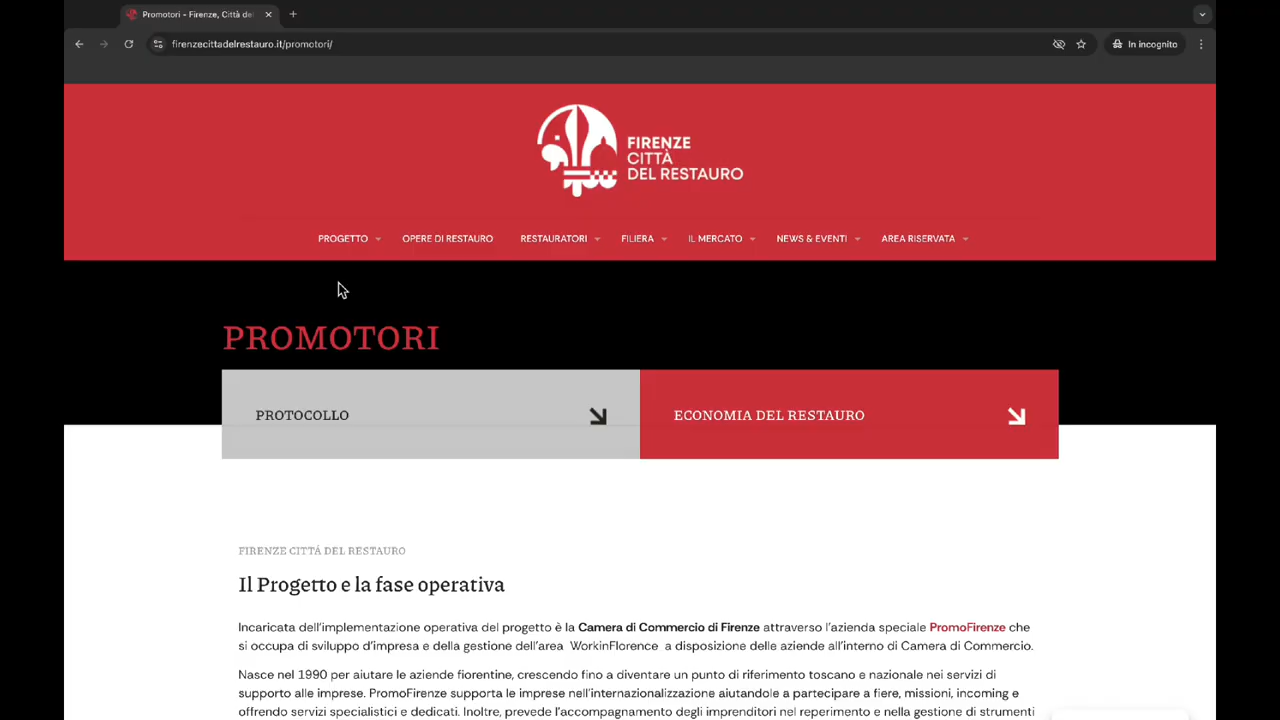 Promotori - Firenze, Città de
firenzecittadelrestauro.it/promotori/
In incognito
FIRENZE
CITTÀ
DEL RESTAURO
PROGETTO
OPERE DI RESTAURO
RESTAURATORI
FILIERA
IL MERCATO
NEWS & EVENTI
AREA RISERVATA
PROMOTORI
PROTOCOLLO
ECONOMIA DEL RESTAURO
FIRENZE CITTÁ DEL RESTAURO
Il Progetto e la fase operativa
Incaricata dell'implementazione operativa del progetto è la Camera di Commercio di Firenze attraverso l'azienda speciale PromoFirenze che
si occupa di sviluppo d'impresa e della gestione dell'area WorkinFlorence a disposizione delle aziende all'interno di Camera di Commercio.
Nasce nel 1990 per aiutare le aziende fiorentine, crescendo fino a diventare un punto di riferimento toscano e nazionale nei servizi di
supporto alle imprese. PromoFirenze supporta le imprese nell'internazionalizzazione aiutandole a partecipare a fiere, missioni, incoming e
offrendo servizi specialistici e dedicati. Inoltre, prevede l'accompagnamento degli imprenditori nel reperimento e nella gestione di strumenti